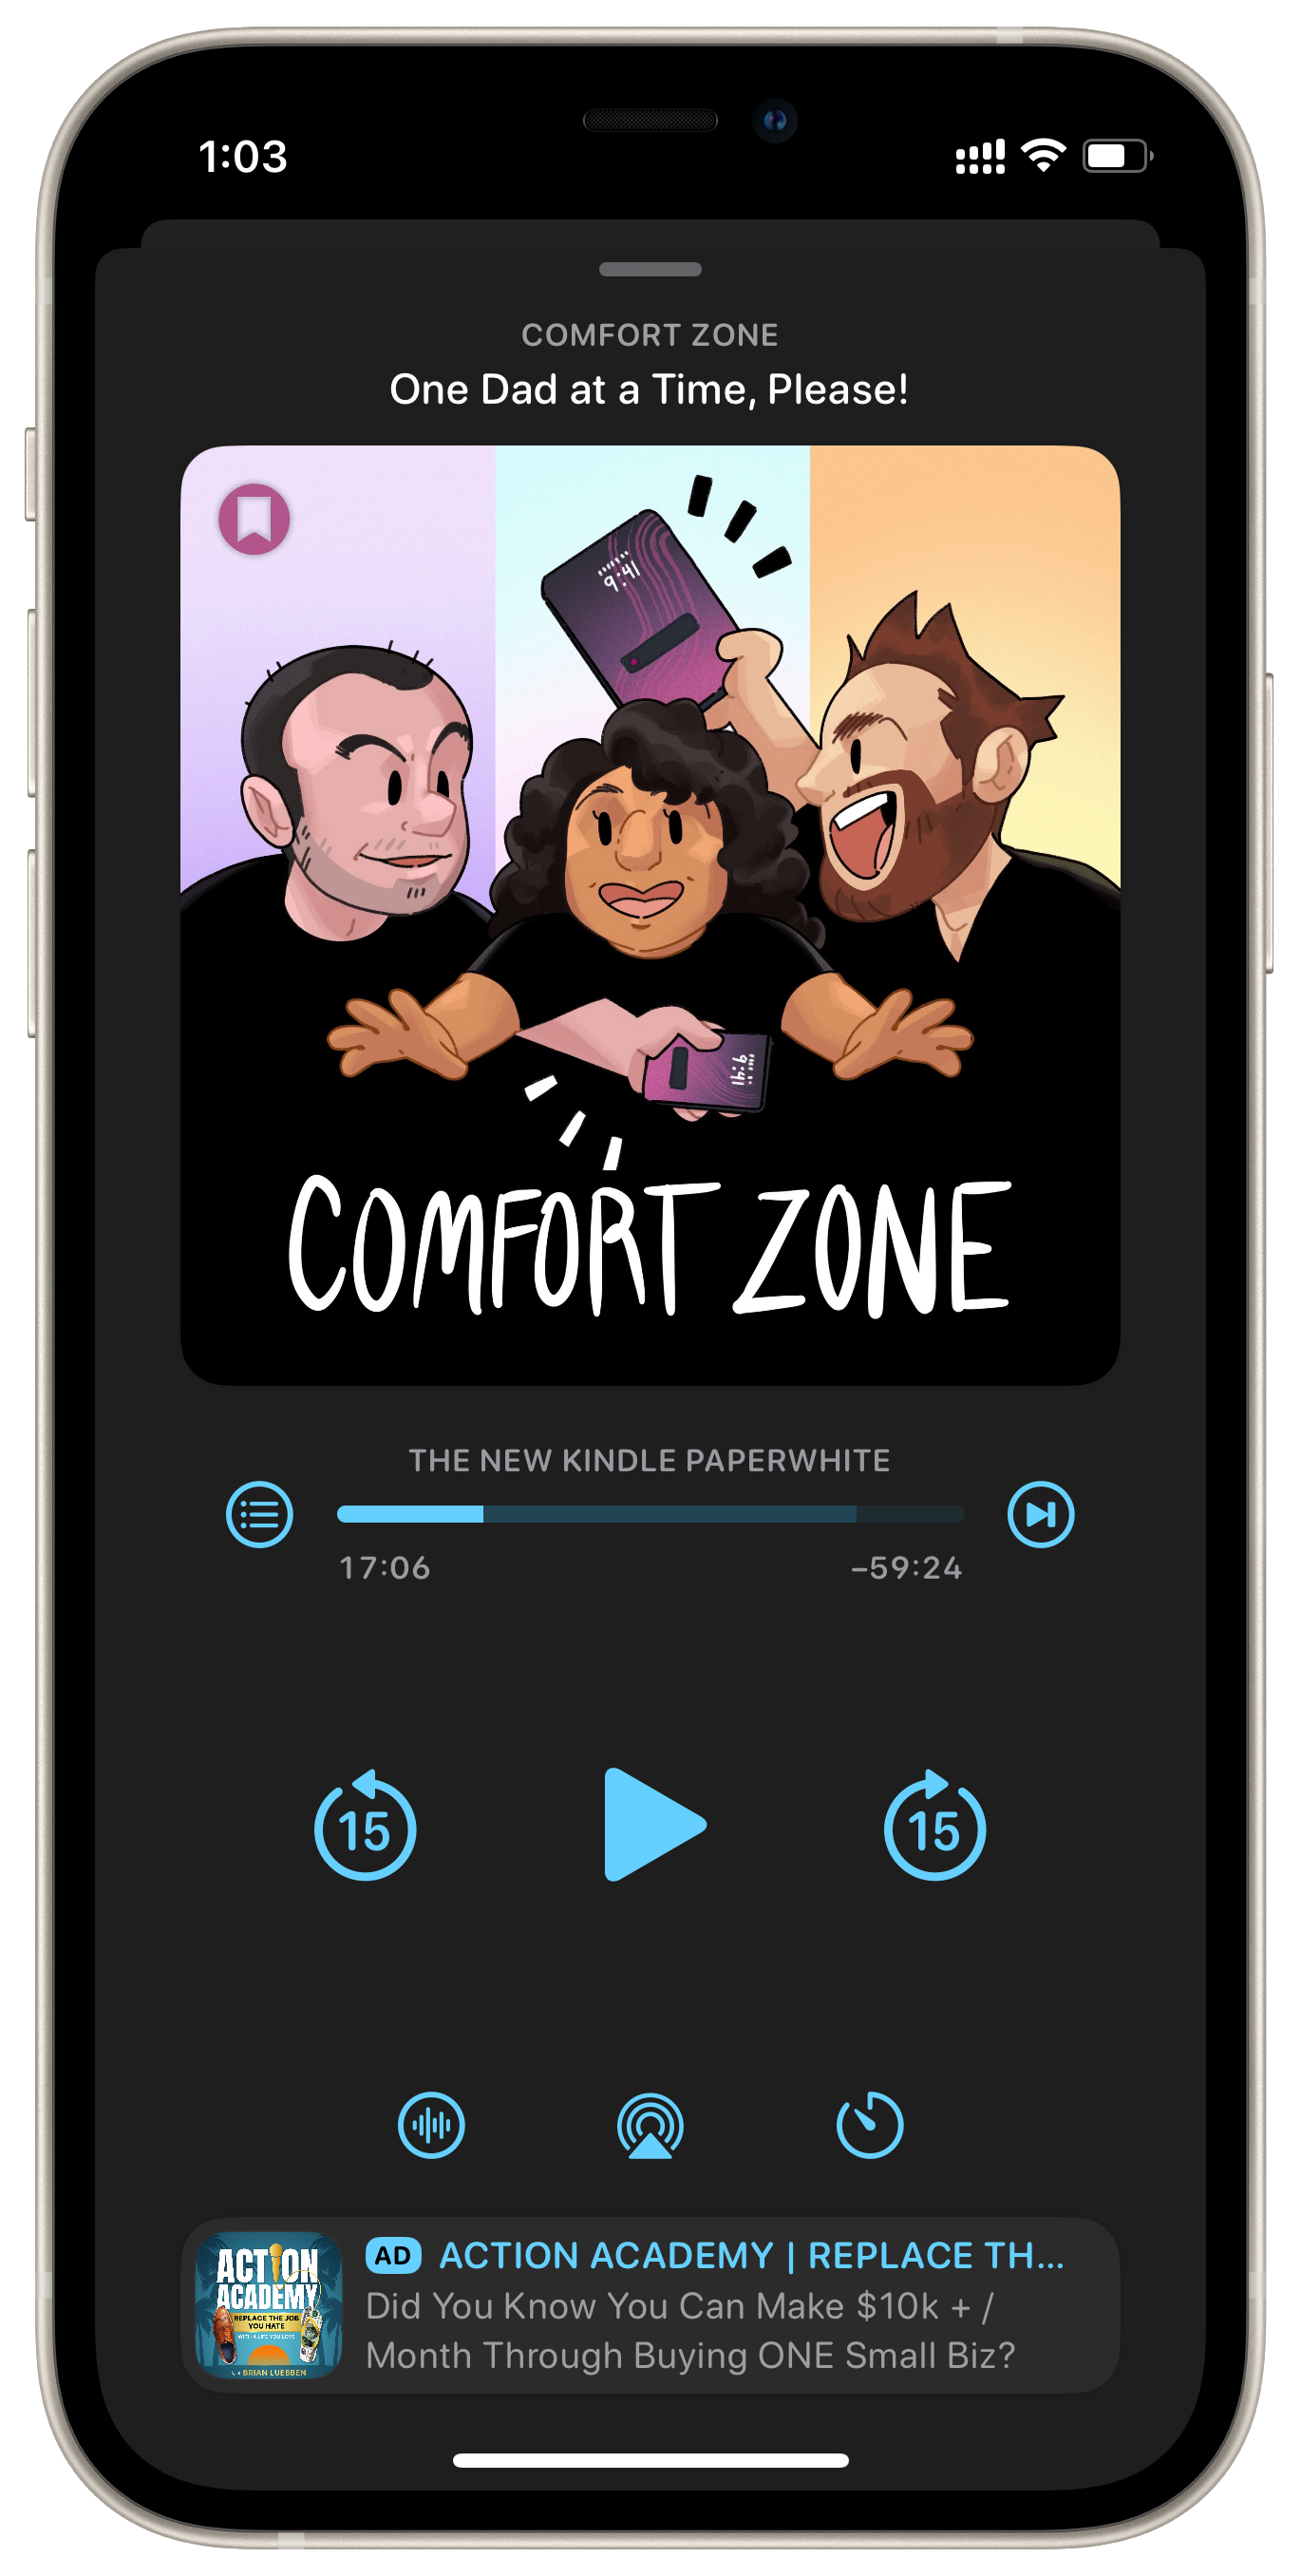 1:03
COMFORT ZONE
One Dad at a Time, Please!
9:41
9:41
COMFORT ZONE
THE NEW KINDLE PAPERWHITE
17:06
-59:24
15
15
ACTION
ACADEMY
REPLACE THE JOB
YOU HATE
WITH A LIFE YOU LOVE
BRIAN LUEBBEN
AD ACTION ACADEMY | REPLACE TH...
Did You Know You Can Make $10k + /
Month Through Buying ONE Small Biz?